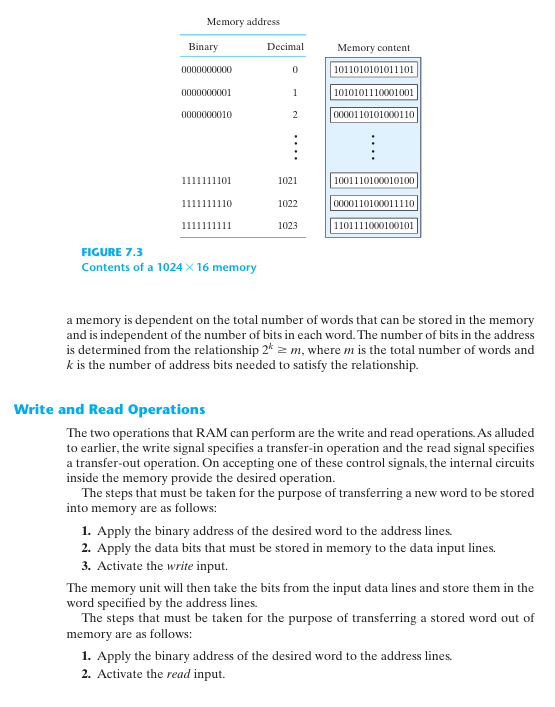 Memory address
Binary Decimal Memory content
0000000000 0 1011010101011101
0000000001 1 1010101110001001
0000000010 2 0000110101000110
1111111101 1021 1001110100010100
1111111110 1022 0000110100011110
1111111111 1023 1101111000100101
FIGURE 7.3
Contents of a 1024 × 16 memory
a memory is dependent on the total number of words that can be stored in the memory
and is independent of the number of bits in each word. The number of bits in the address
is determined from the relationship 2^k ≥ m, where m is the total number of words and
k is the number of address bits needed to satisfy the relationship.
Write and Read Operations
The two operations that RAM can perform are the write and read operations. As alluded
to earlier, the write signal specifies a transfer-in operation and the read signal specifies
a transfer-out operation. On accepting one of these control signals, the internal circuits
inside the memory provide the desired operation.
The steps that must be taken for the purpose of transferring a new word to be stored
into memory are as follows:
1. Apply the binary address of the desired word to the address lines.
2. Apply the data bits that must be stored in memory to the data input lines.
3. Activate the write input.
The memory unit will then take the bits from the input data lines and store them in the
word specified by the address lines.
The steps that must be taken for the purpose of transferring a stored word out of
memory are as follows:
1. Apply the binary address of the desired word to the address lines.
2. Activate the read input.